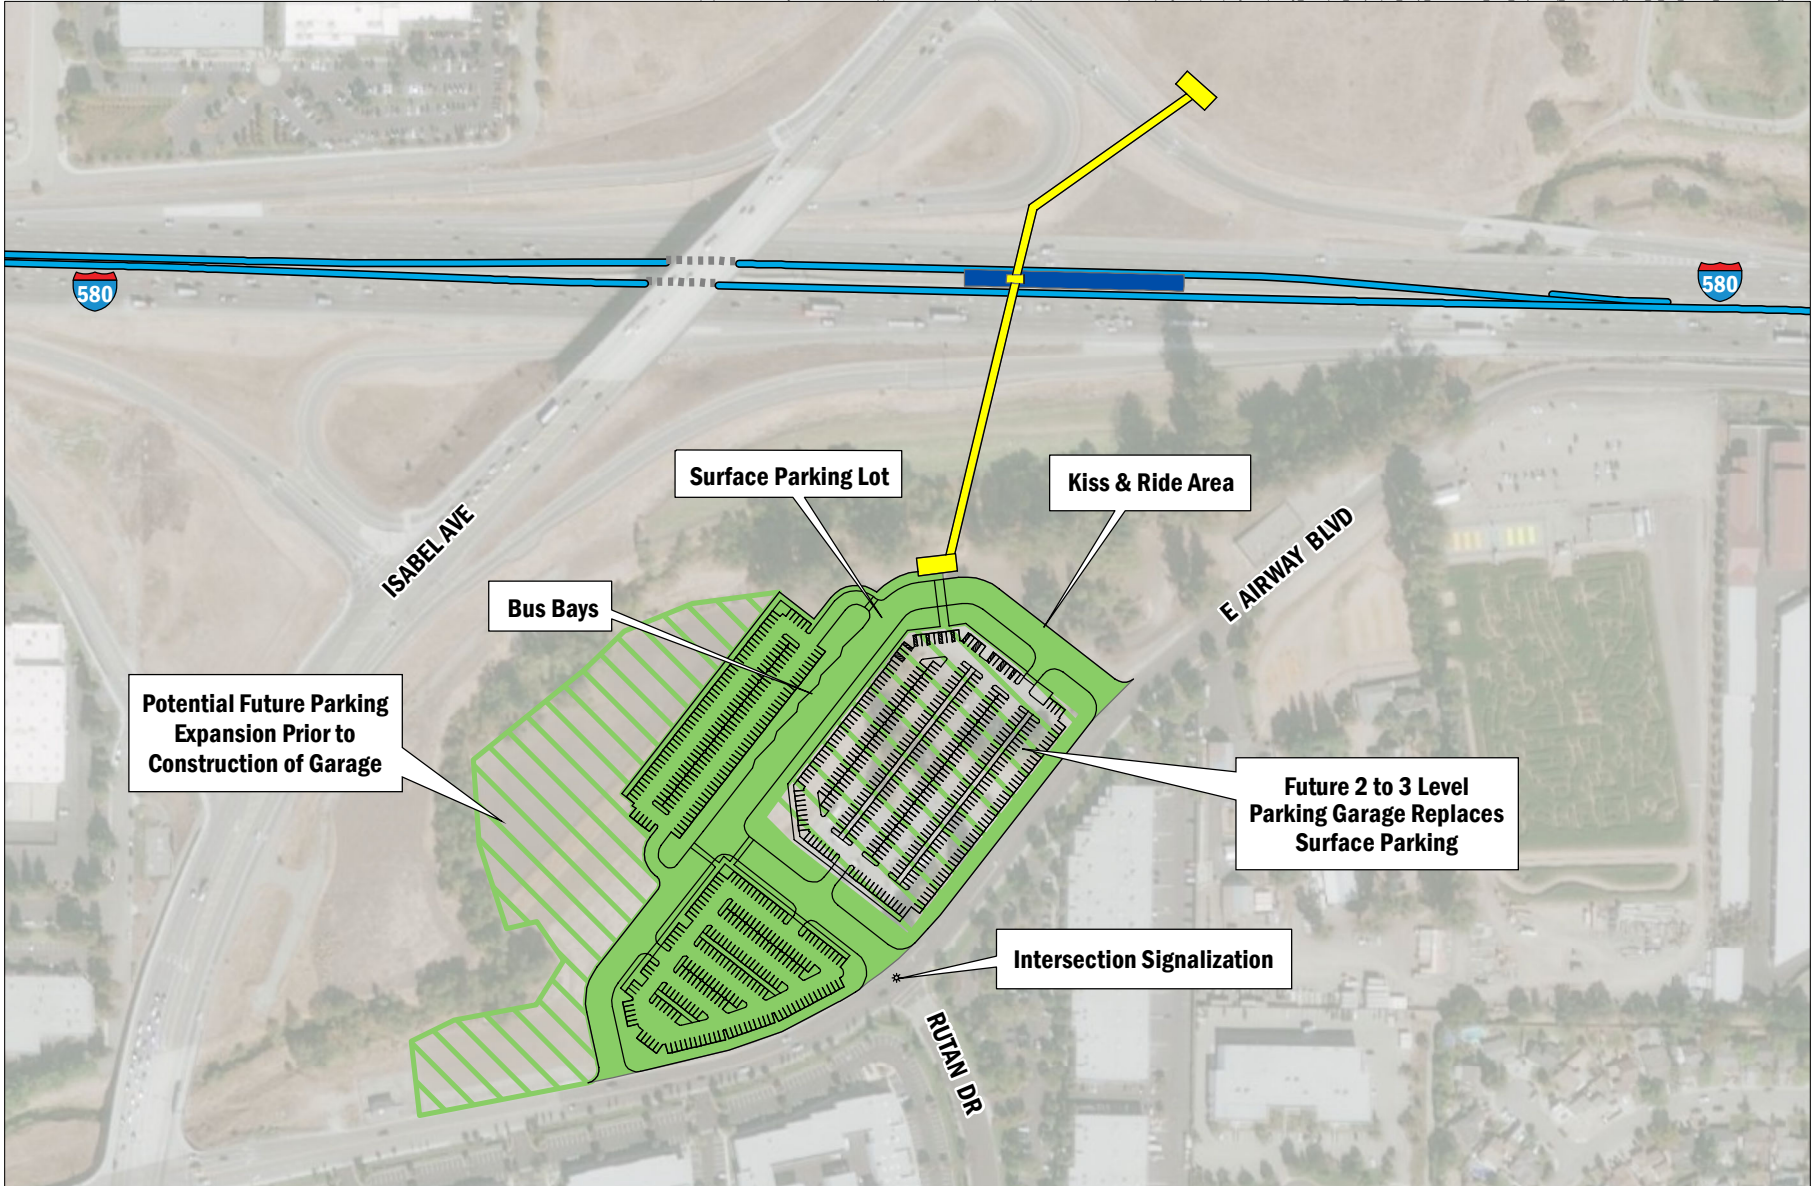 580
580
Surface Parking Lot
Kiss & Ride Area
ISABEL AVE
E AIRWAY BLVD
Bus Bays
Potential Future Parking
Expansion Prior to
Construction of Garage
Future 2 to 3 Level
Parking Garage Replaces
Surface Parking
Intersection Signalization
RUTAN DR